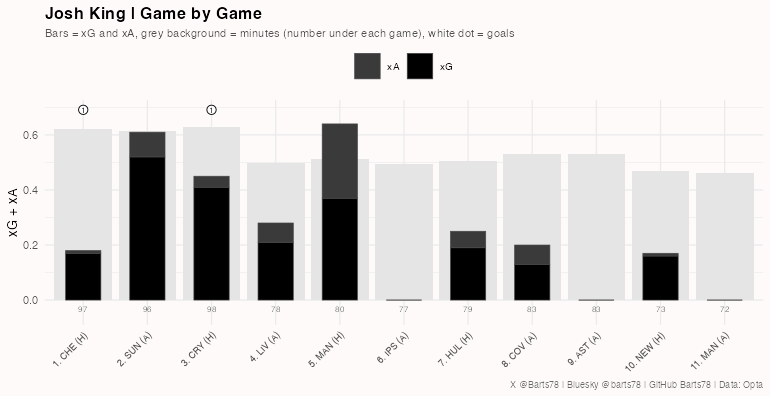 Josh King | Game by Game
Bars = xG and xA, grey background = minutes (number under each game), white dot = goals
xA xG
1 1
xG + xA
0.6
0.4
0.2
0.0
97 96 98 78 80 77 79 83 83 73 72
1. CHE (H) 2. SUN (A) 3. CRY (H) 4. LIV (A) 5. MAN (H) 6. IPS (A) 7. HUL (H) 8. COV (A) 9. AST (A) 10. NEW (H) 11. MAN (A)
X @Barts78 | Bluesky @barts78 | GitHub Barts78 | Data: Opta